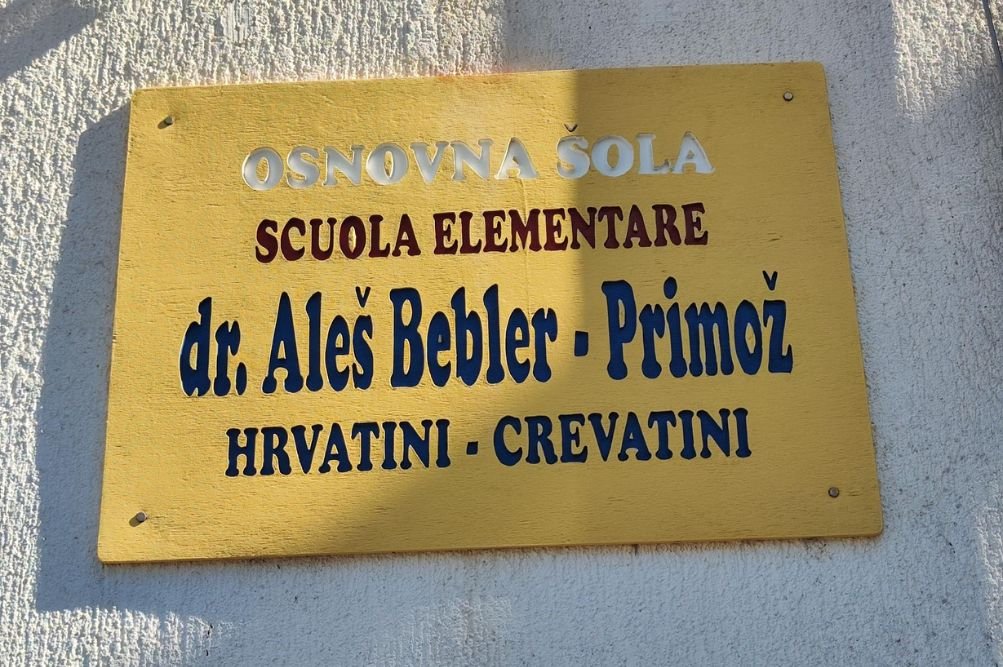 OSNOVNA ŠOLA
SCUOLA ELEMENTARE
dr. Aleš Bebler - Primož
HRVATINI - CREVATINI